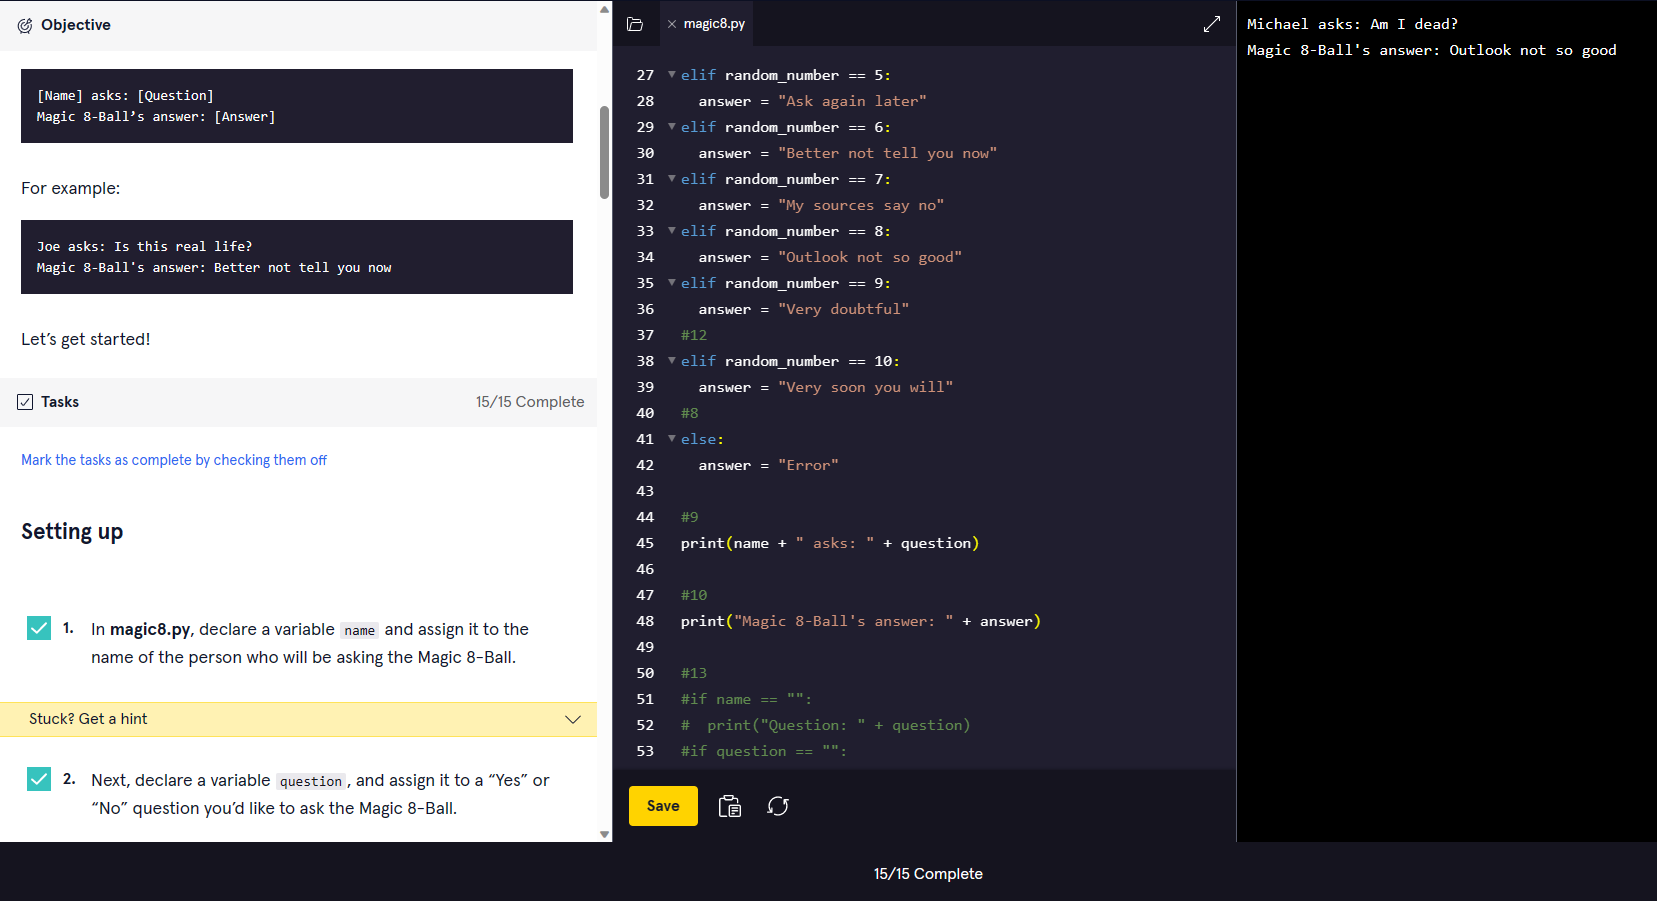 Objective
[Name] asks: [Question]
Magic 8-Ball’s answer: [Answer]
For example:
Joe asks: Is this real life?
Magic 8-Ball's answer: Better not tell you now
Let’s get started!
Tasks
15/15 Complete
Mark the tasks as complete by checking them off
Setting up
1. In magic8.py, declare a variable name and assign it to the
name of the person who will be asking the Magic 8-Ball.
Stuck? Get a hint
2. Next, declare a variable question, and assign it to a “Yes” or
“No” question you’d like to ask the Magic 8-Ball.
magic8.py
27 elif random_number == 5:
28   answer = "Ask again later"
29 elif random_number == 6:
30   answer = "Better not tell you now"
31 elif random_number == 7:
32   answer = "My sources say no"
33 elif random_number == 8:
34   answer = "Outlook not so good"
35 elif random_number == 9:
36   answer = "Very doubtful"
37 #12
38 elif random_number == 10:
39   answer = "Very soon you will"
40 #8
41 else:
42   answer = "Error"
43
44 #9
45 print(name + " asks: " + question)
46
47 #10
48 print("Magic 8-Ball's answer: " + answer)
49
50 #13
51 #if name == "":
52 #  print("Question: " + question)
53 #if question == "":
Save
Michael asks: Am I dead?
Magic 8-Ball's answer: Outlook not so good
15/15 Complete